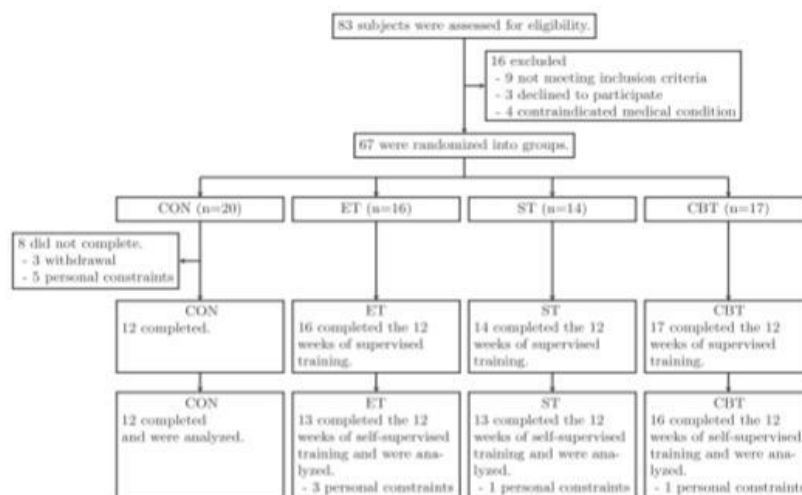 83 subjects were assessed for eligibility.
16 excluded
- 9 not meeting inclusion criteria
- 3 declined to participate
- 4 contraindicated medical condition
67 were randomized into groups.
CON (n=20)
ET (n=16)
ST (n=14)
CBT (n=17)
8 did not complete.
- 3 withdrawal
- 5 personal constraints
CON
12 completed.
ET
16 completed the 12
weeks of supervised
training.
ST
14 completed the 12
weeks of supervised
training.
CBT
17 completed the 12
weeks of supervised
training.
CON
12 completed
and were analyzed.
ET
13 completed the 12
weeks of self-supervised
training and were ana-
lyzed.
- 3 personal constraints
ST
13 completed the 12
weeks of self-supervised
training and were ana-
lyzed.
- 1 personal constraints
CBT
16 completed the 12
weeks of self-supervised
training and were ana-
lyzed.
- 1 personal constraints